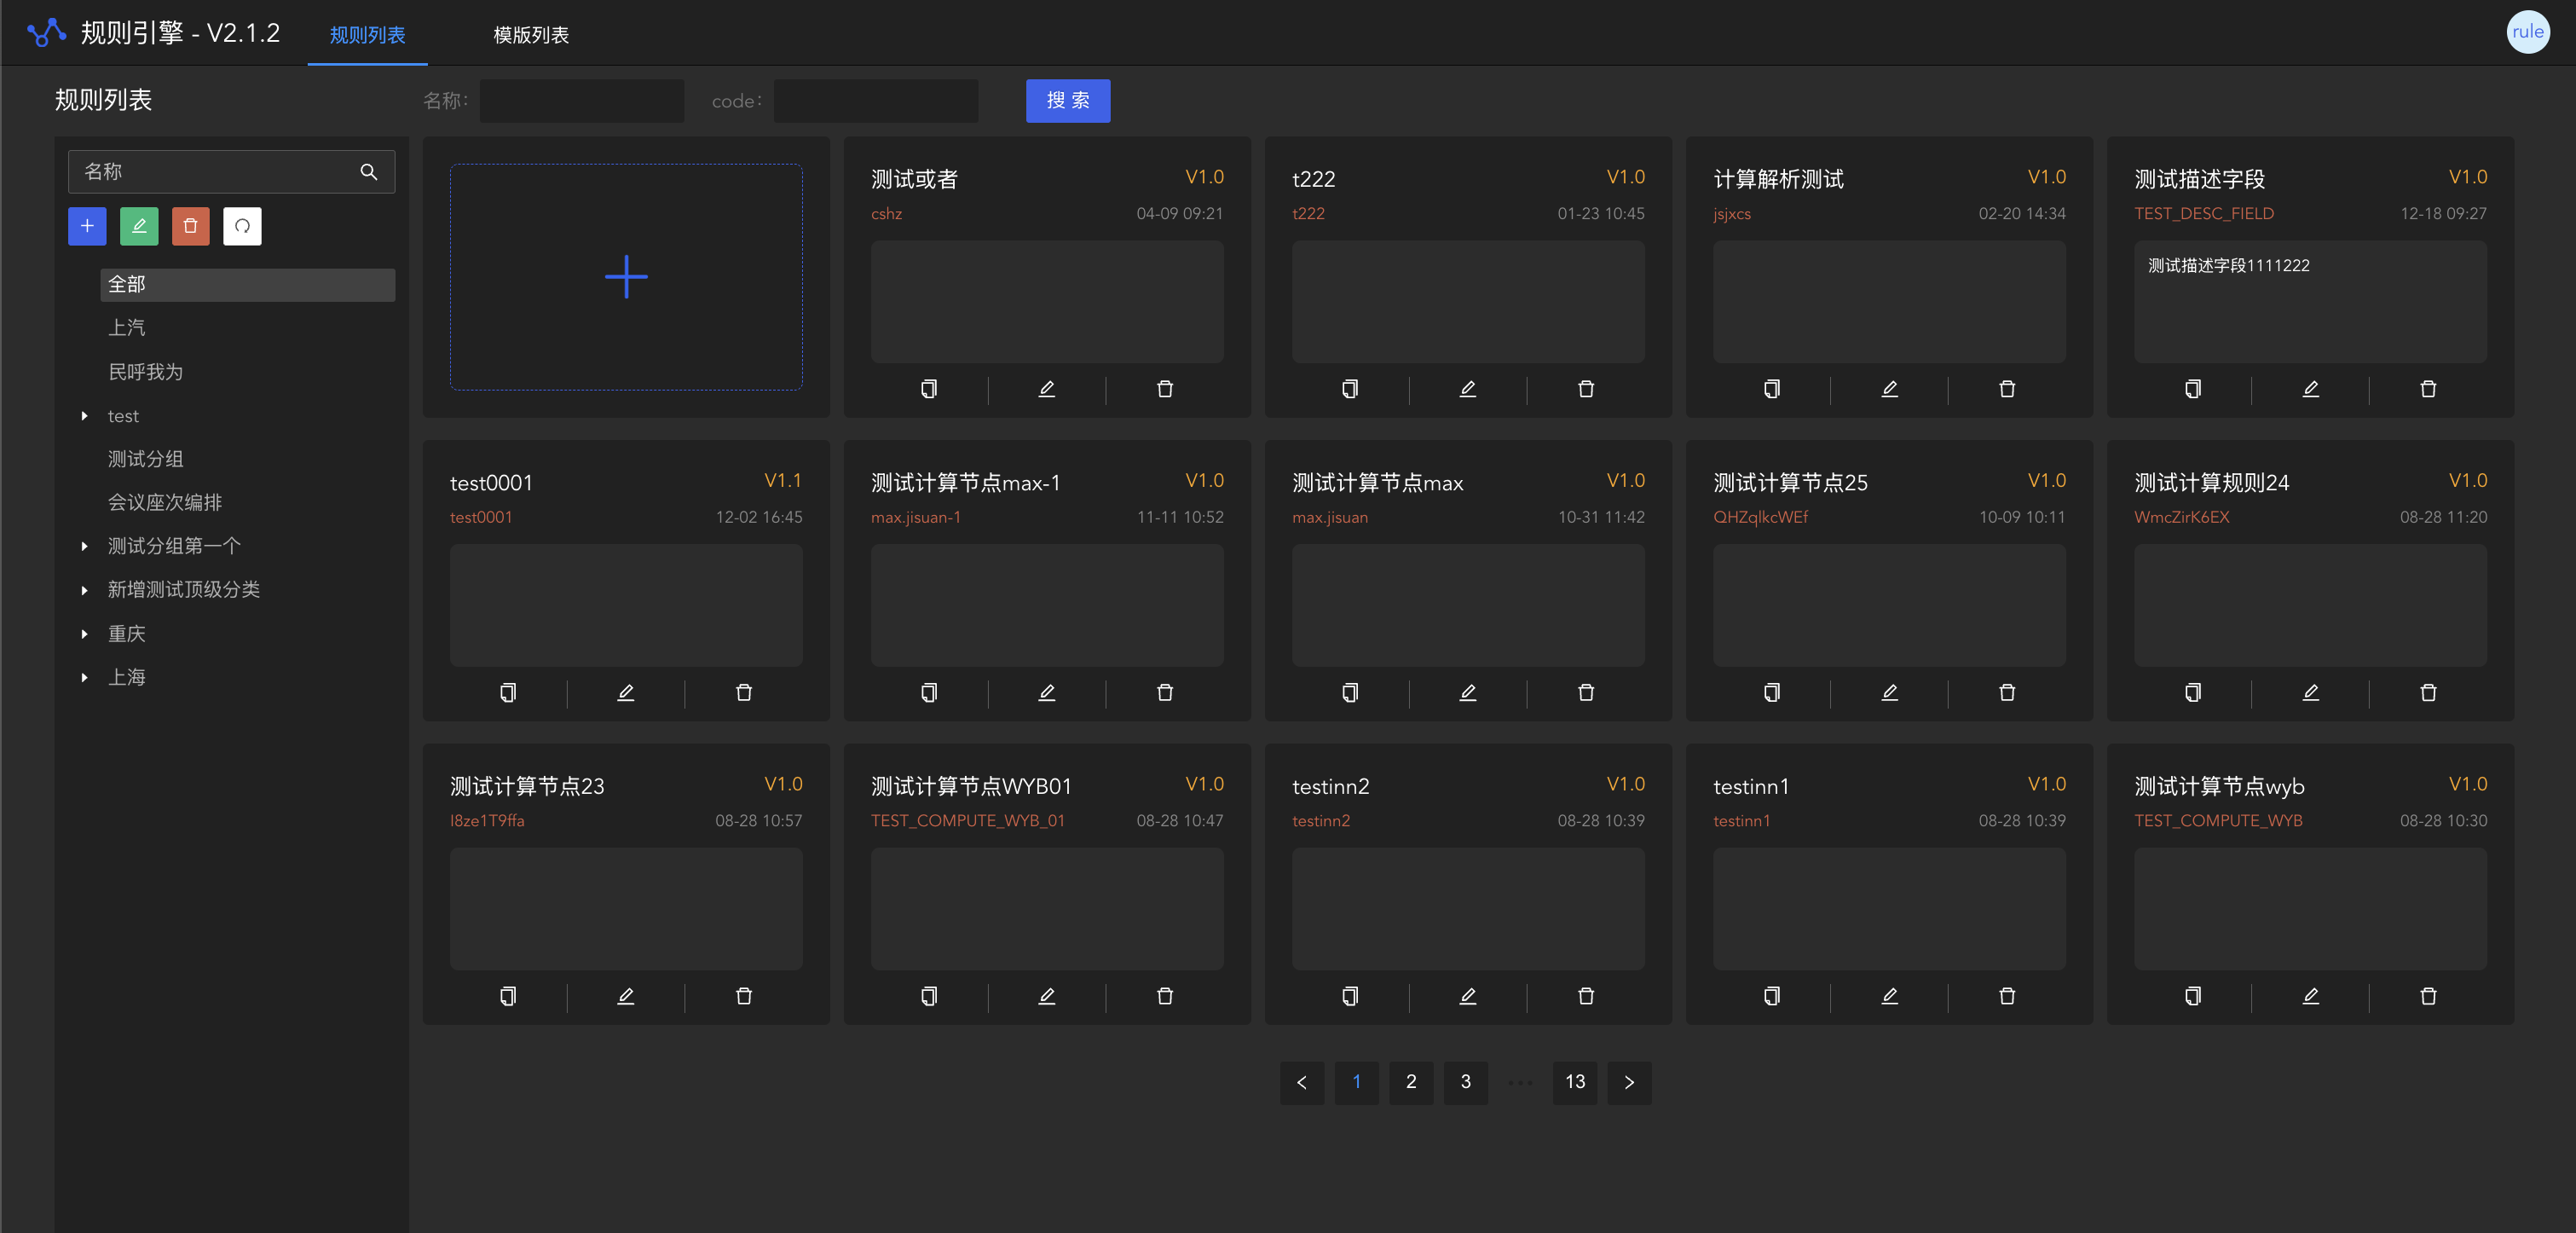 规则引擎 - V2.1.2
规则列表
模版列表
rule
规则列表
名称:
code:
搜 索
名称
全部
上汽
民呼我为
test
测试分组
会议座次编排
测试分组第一个
新增测试顶级分类
重庆
上海
测试或者 V1.0
cshz 04-09 09:21
t222 V1.0
t222 01-23 10:45
计算解析测试 V1.0
jsjxcs 02-20 14:34
测试描述字段 V1.0
TEST_DESC_FIELD 12-18 09:27
测试描述字段1111222
test0001 V1.1
test0001 12-02 16:45
测试计算节点max-1 V1.0
max.jisuan-1 11-11 10:52
测试计算节点max V1.0
max.jisuan 10-31 11:42
测试计算节点25 V1.0
QHZqlkcWEf 10-09 10:11
测试计算规则24 V1.0
WmcZirK6EX 08-28 11:20
测试计算节点23 V1.0
I8ze1T9ffa 08-28 10:57
测试计算节点WYB01 V1.0
TEST_COMPUTE_WYB_01 08-28 10:47
testinn2 V1.0
testinn2 08-28 10:39
testinn1 V1.0
testinn1 08-28 10:39
测试计算节点wyb V1.0
TEST_COMPUTE_WYB 08-28 10:30
1 2 3 ••• 13